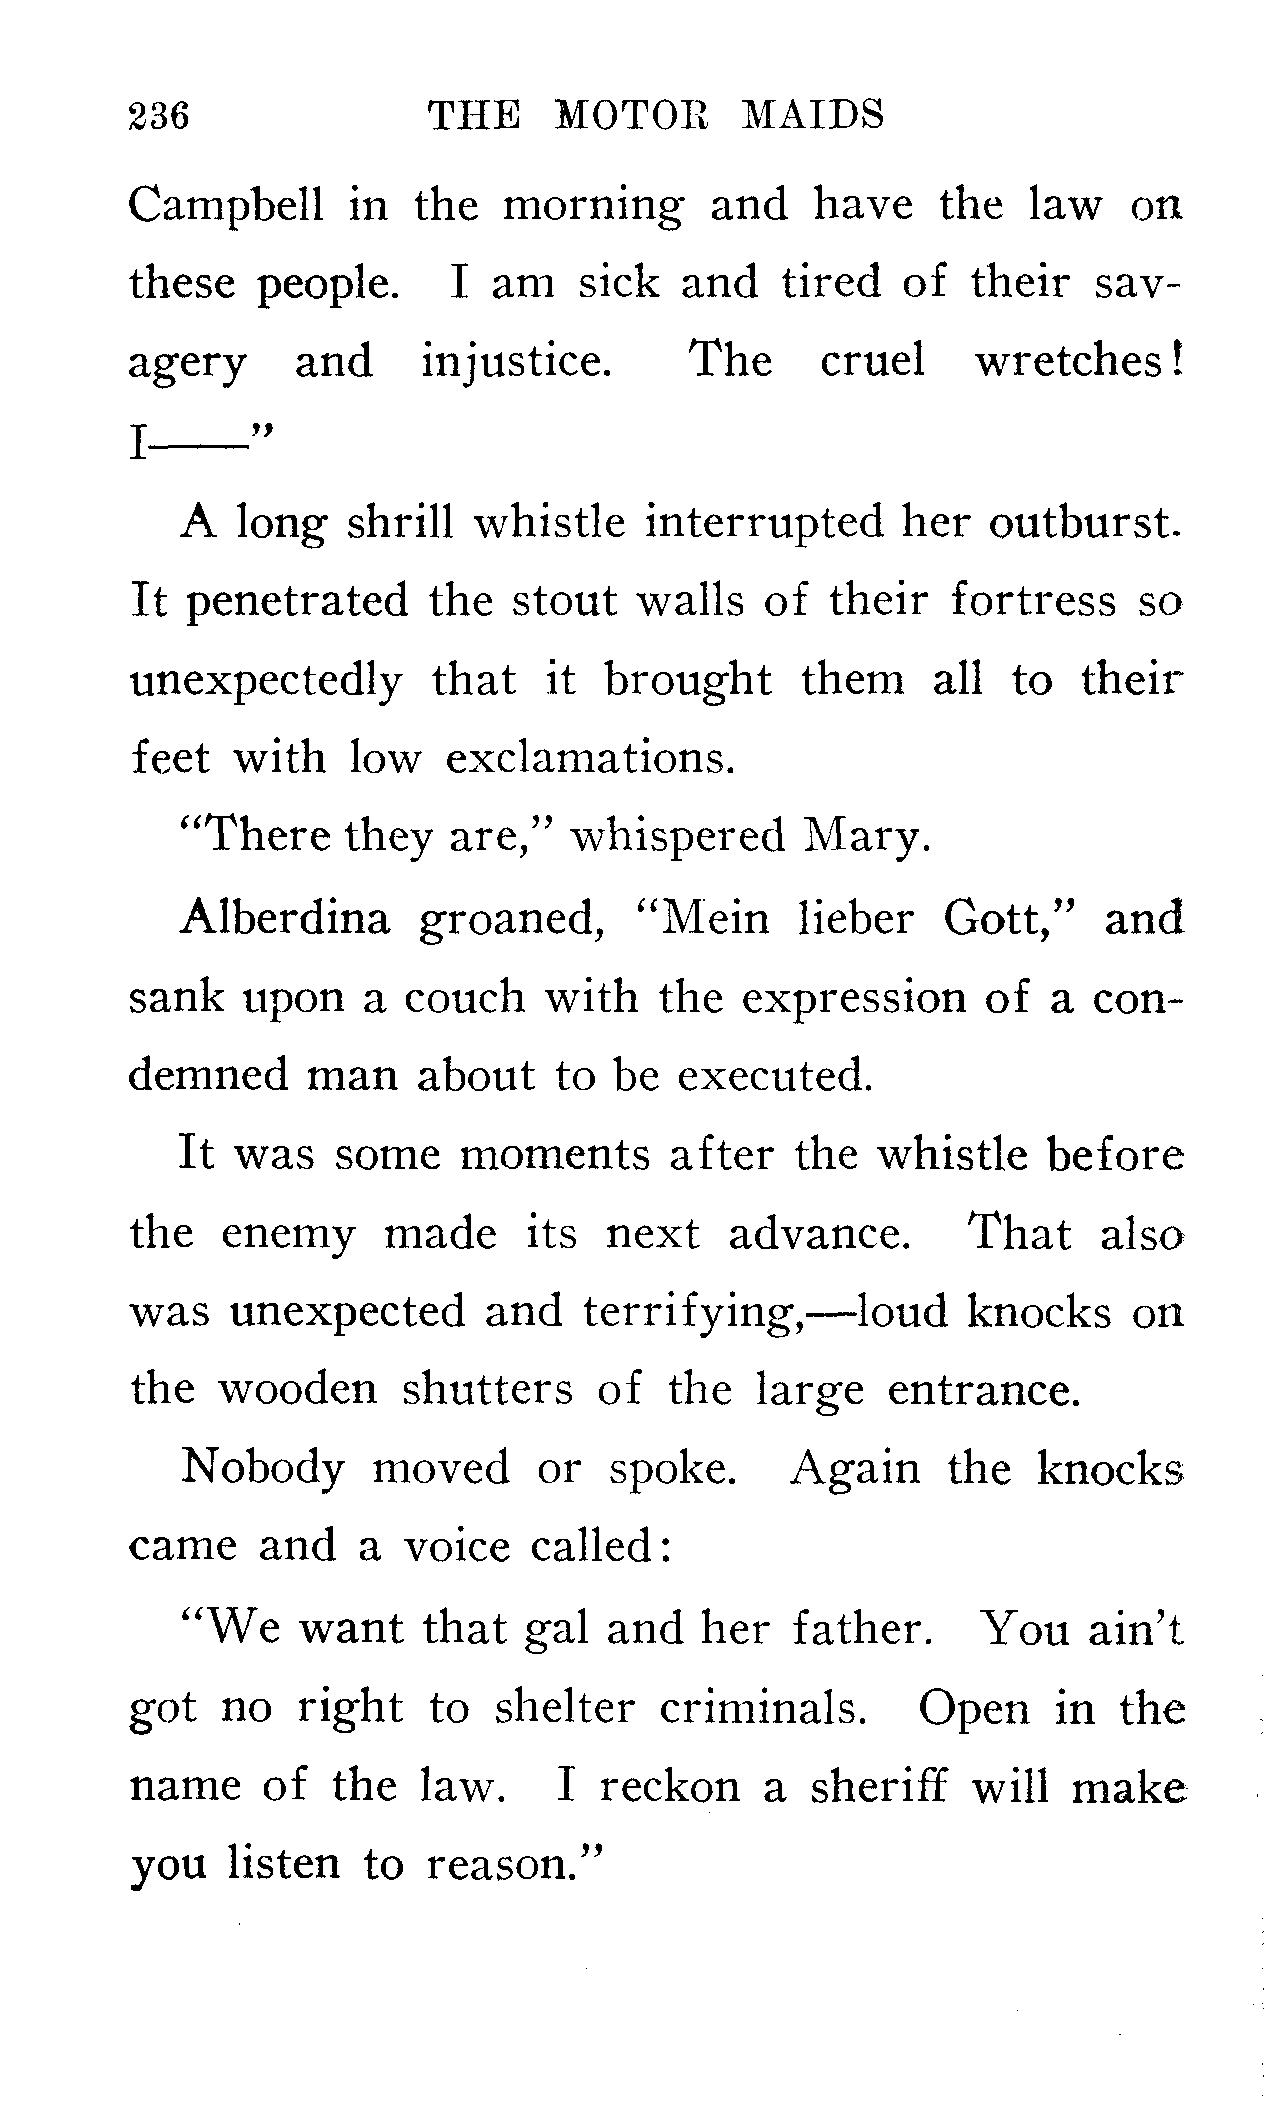 236 THE MOTOR MAIDS
Campbell in the morning and have the law on
these people. I am sick and tired of their sav-
agery and injustice. The cruel wretches!
I——"
A long shrill whistle interrupted her outburst.
It penetrated the stout walls of their fortress so
unexpectedly that it brought them all to their
feet with low exclamations.
"There they are," whispered Mary.
Alberdina groaned, "Mein lieber Gott," and
sank upon a couch with the expression of a con-
demned man about to be executed.
It was some moments after the whistle before
the enemy made its next advance. That also
was unexpected and terrifying,—loud knocks on
the wooden shutters of the large entrance.
Nobody moved or spoke. Again the knocks
came and a voice called:
"We want that gal and her father. You ain't
got no right to shelter criminals. Open in the
name of the law. I reckon a sheriff will make
you listen to reason."